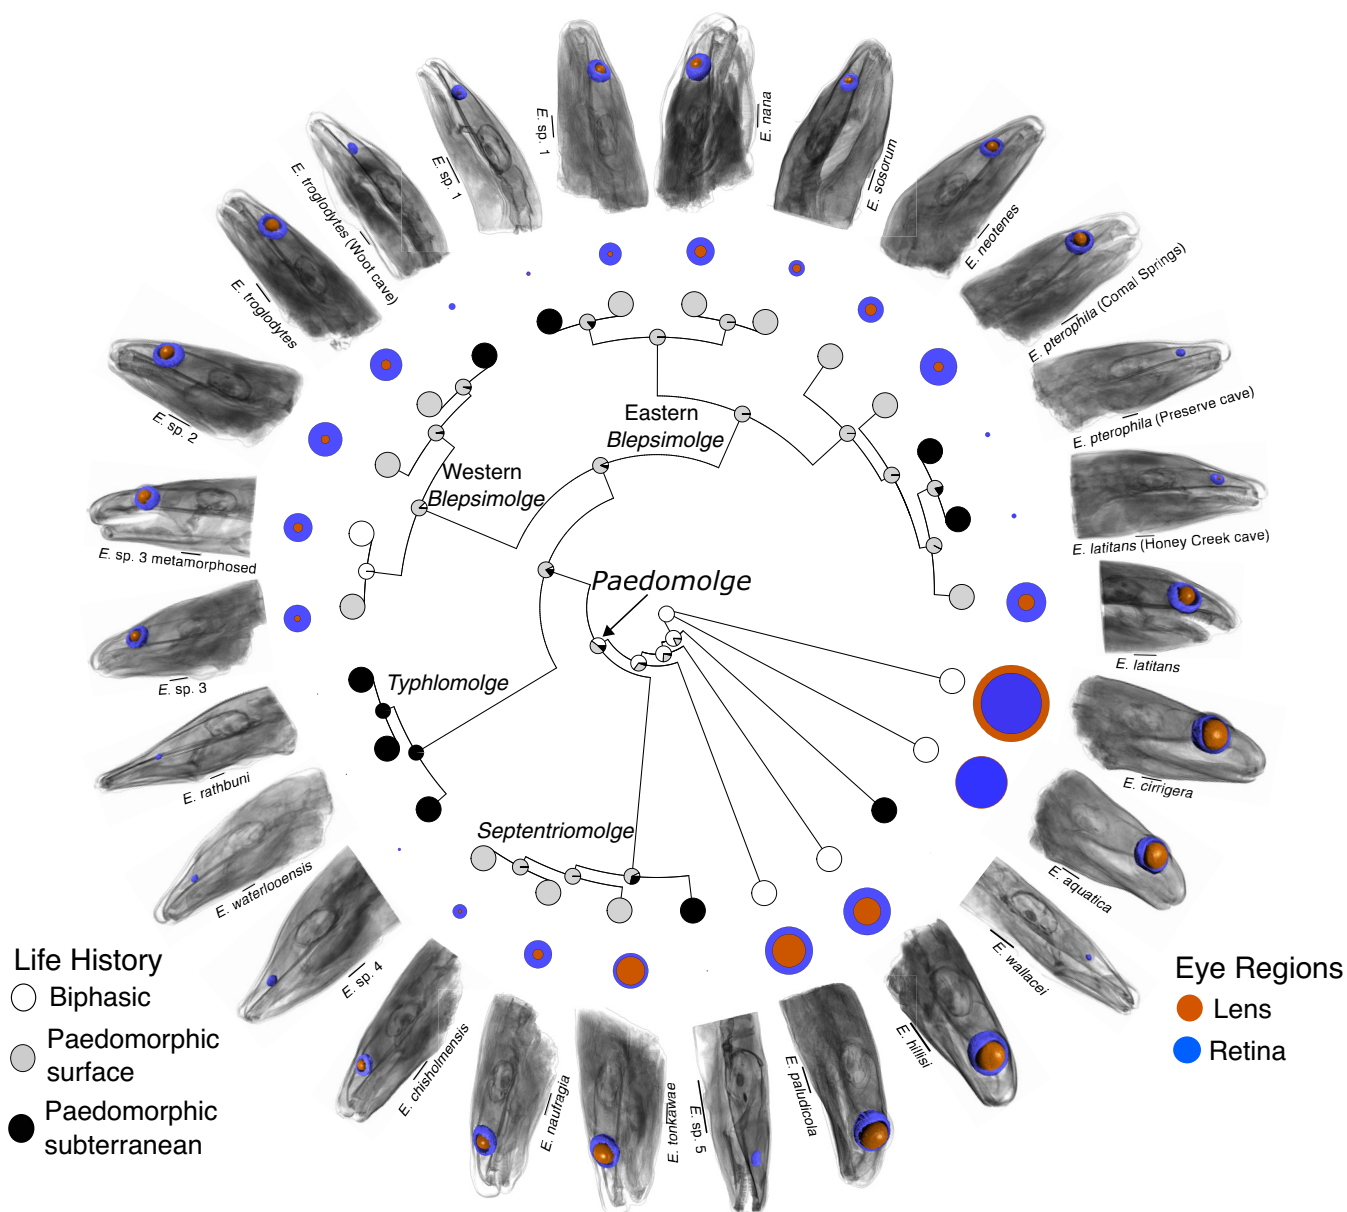 E. sp. 1
E. nana
E. sosorum
E. neotenes
E. pterophila (Comal Springs)
E. pterophila (Preserve cave)
E. latitans (Honey Creek cave)
E. latitans
E. cirrigera
E. aquatica
E. wallacei
E. hillisi
E. paludicola
E. sp. 5
E. tonkawae
E. naufragia
E. chisholmensis
E. sp. 4
E. waterlooensis
E. rathbuni
E. sp. 3
E. sp. 3 metamorphosed
E. sp. 2
E. troglodytes
E. troglodytes (Woot cave)
E. sp. 1
Eastern
Blepsimolge
Western
Blepsimolge
Paedomolge
Typhlomolge
Septentriomolge
Life History
Biphasic
Paedomorphic
surface
Paedomorphic
subterranean
Eye Regions
Lens
Retina